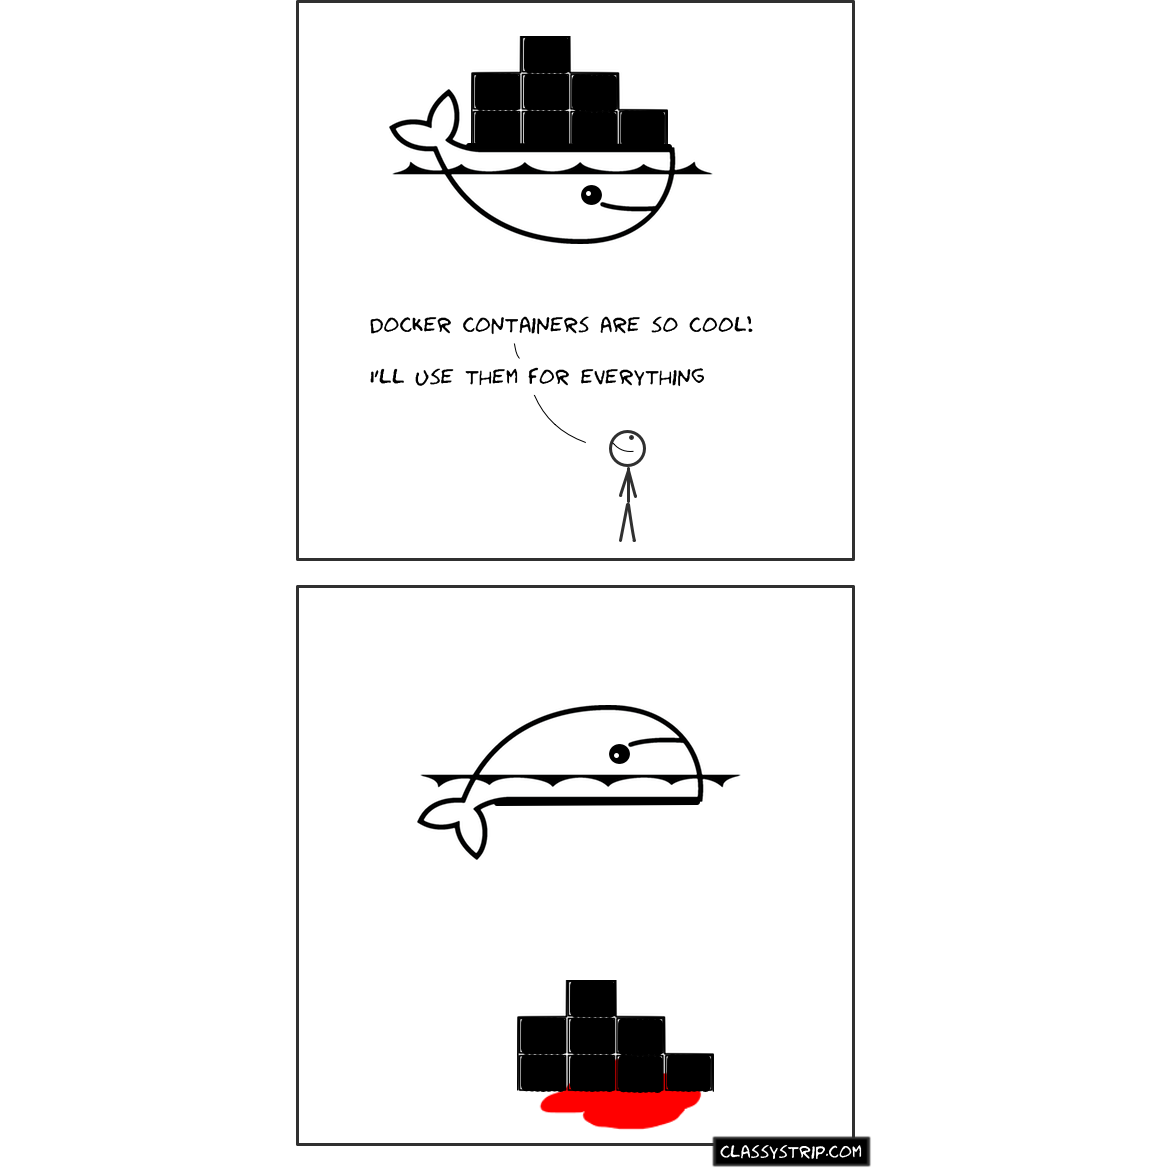 DOCKER CONTAINERS ARE SO COOL!
I'LL USE THEM FOR EVERYTHING
CLASSYSTRIP.COM